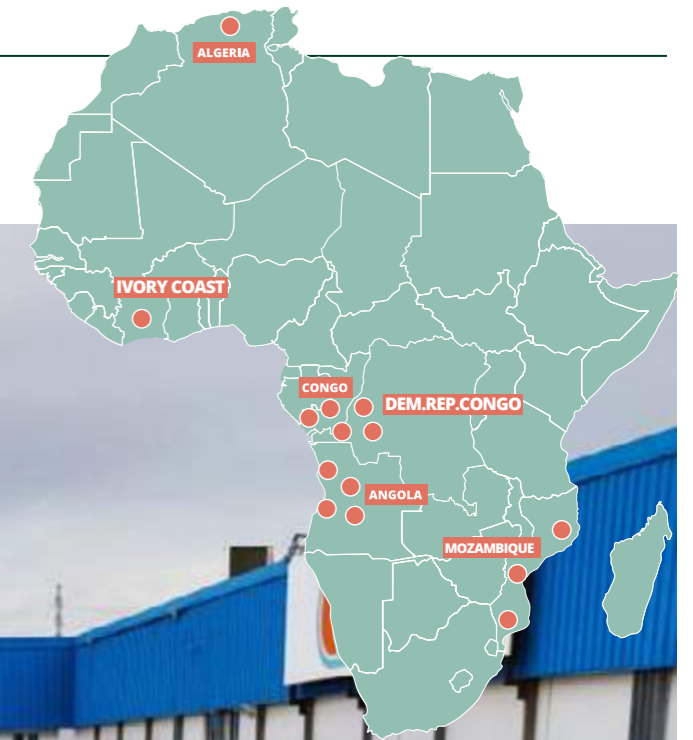 ALGERIA
IVORY COAST
CONGO
DEM.REP.CONGO
ANGOLA
MOZAMBIQUE